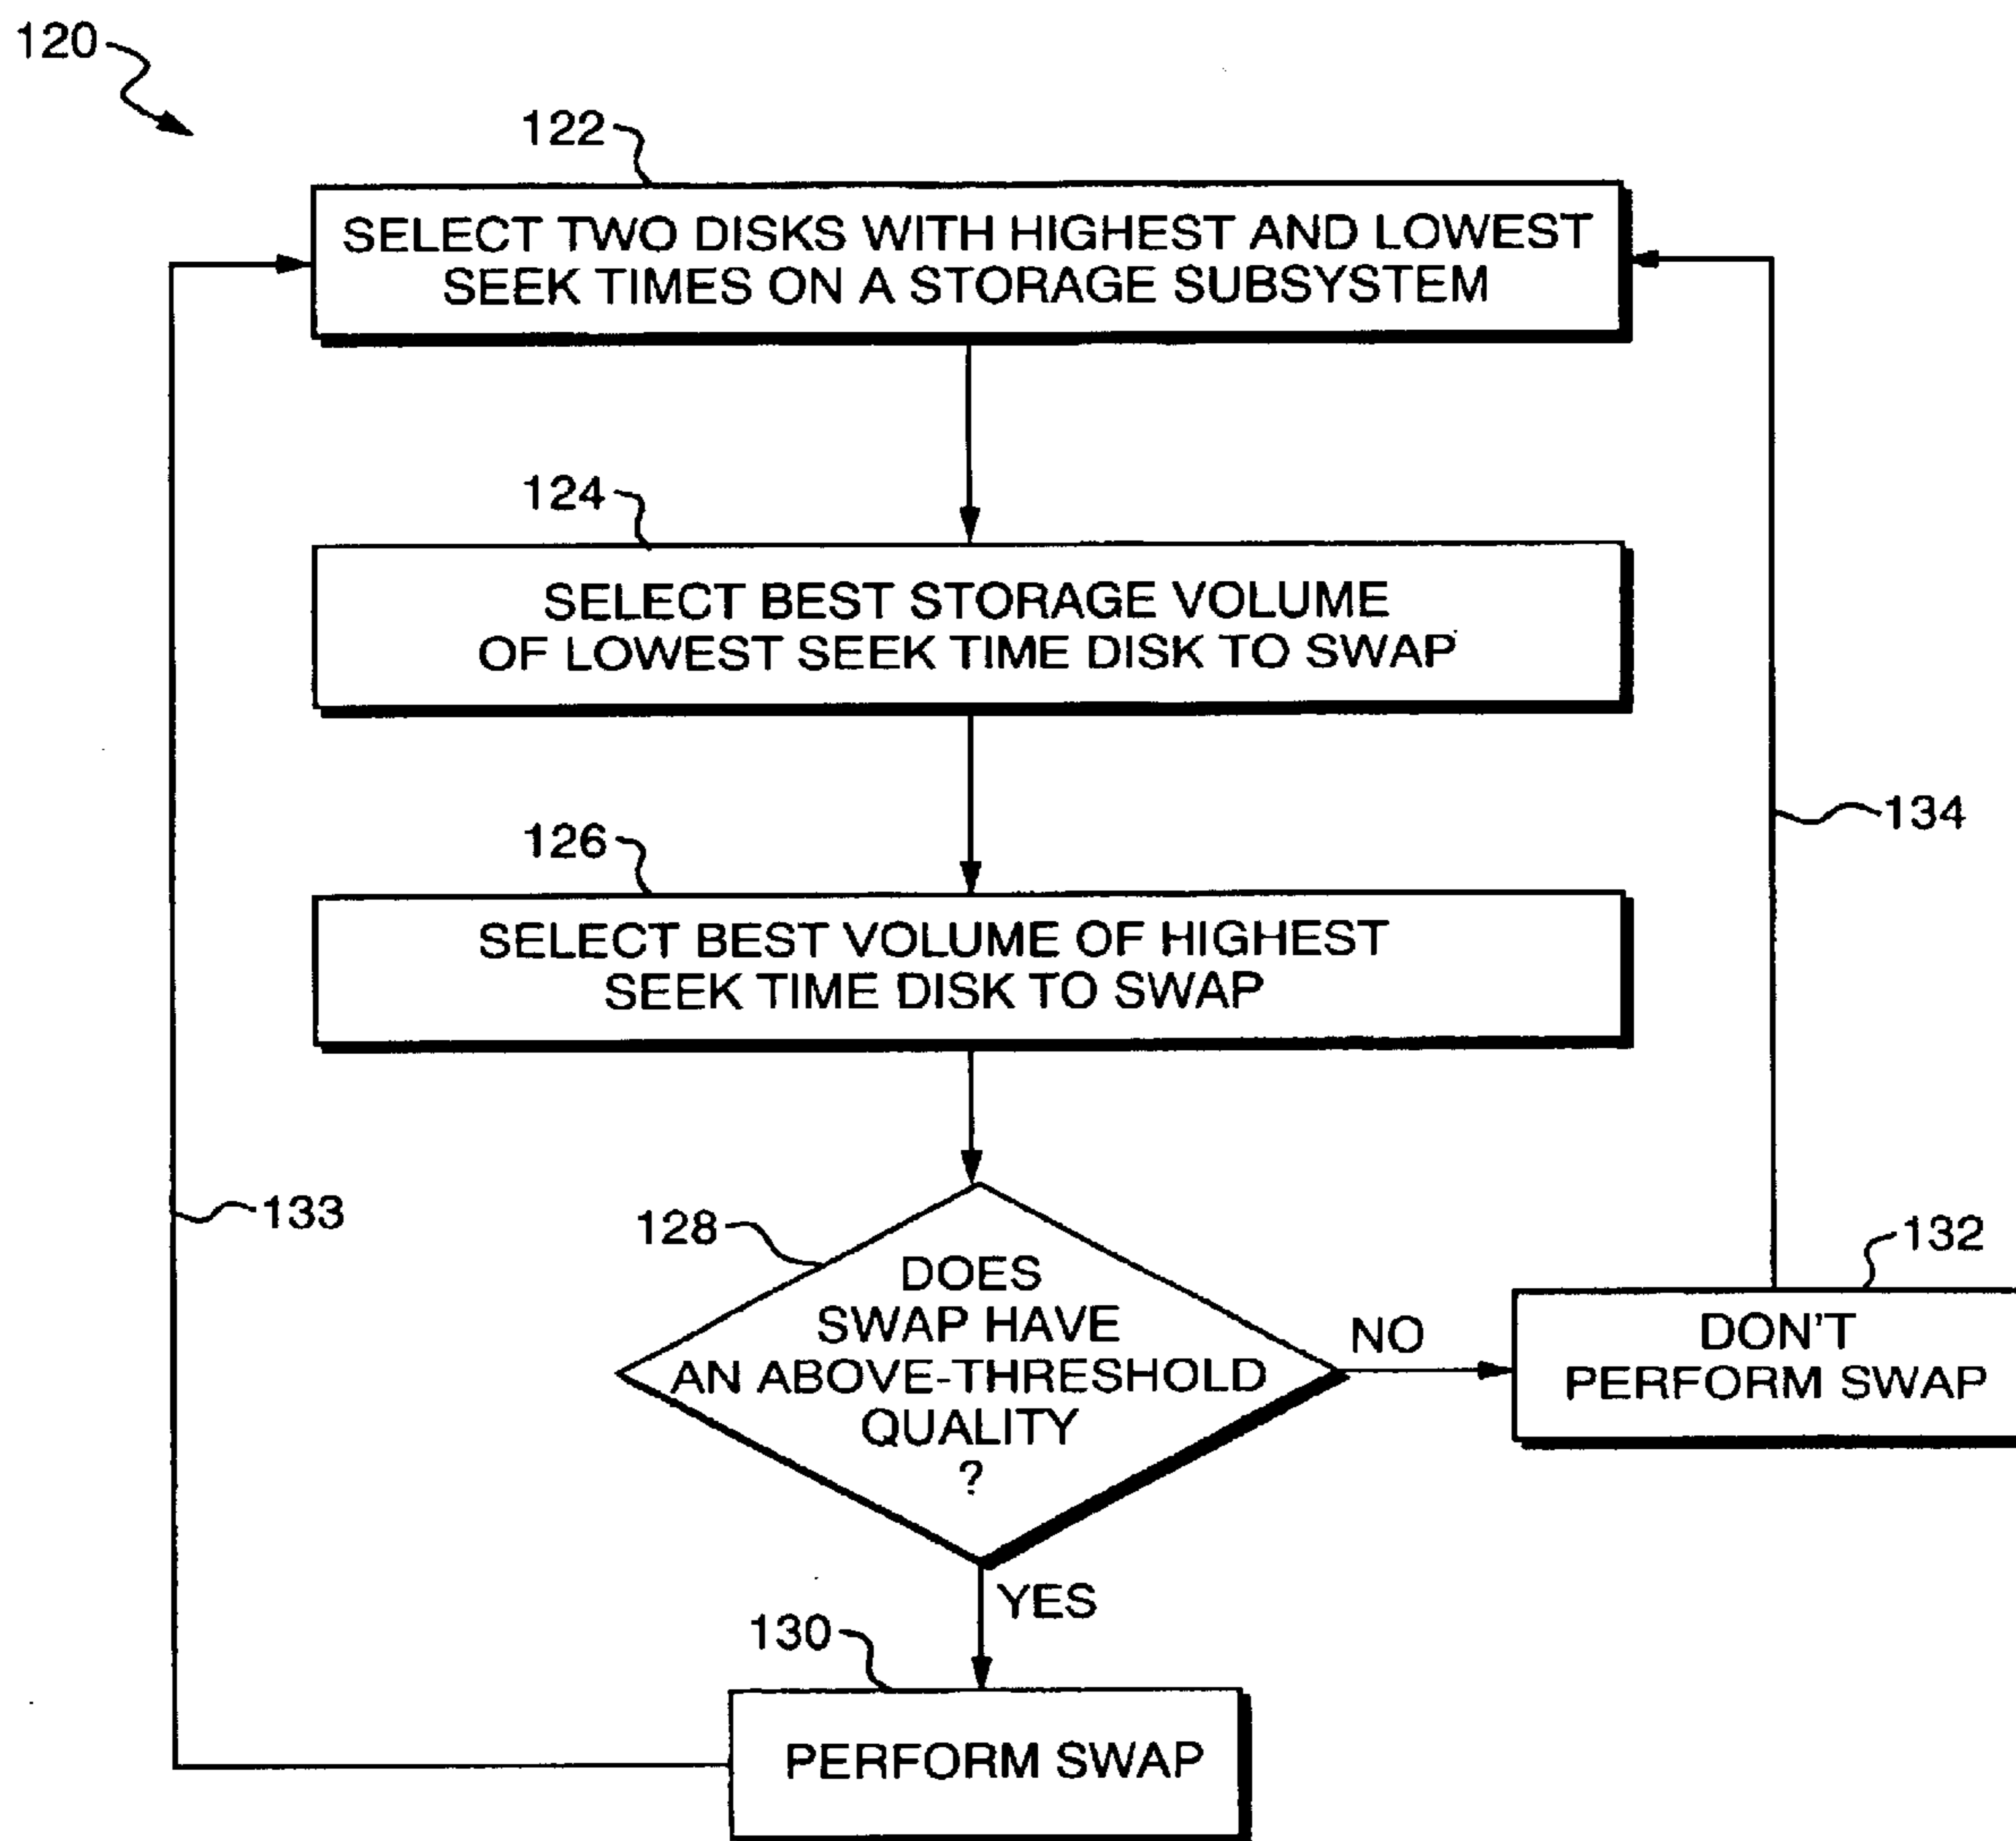 120
122
SELECT TWO DISKS WITH HIGHEST AND LOWEST
SEEK TIMES ON A STORAGE SUBSYSTEM
124
SELECT BEST STORAGE VOLUME
OF LOWEST SEEK TIME DISK TO SWAP
134
126
SELECT BEST VOLUME OF HIGHEST
SEEK TIME DISK TO SWAP
133
128
DOES
SWAP HAVE
AN ABOVE-THRESHOLD
QUALITY
?
NO
132
DON'T
PERFORM SWAP
YES
130
PERFORM SWAP